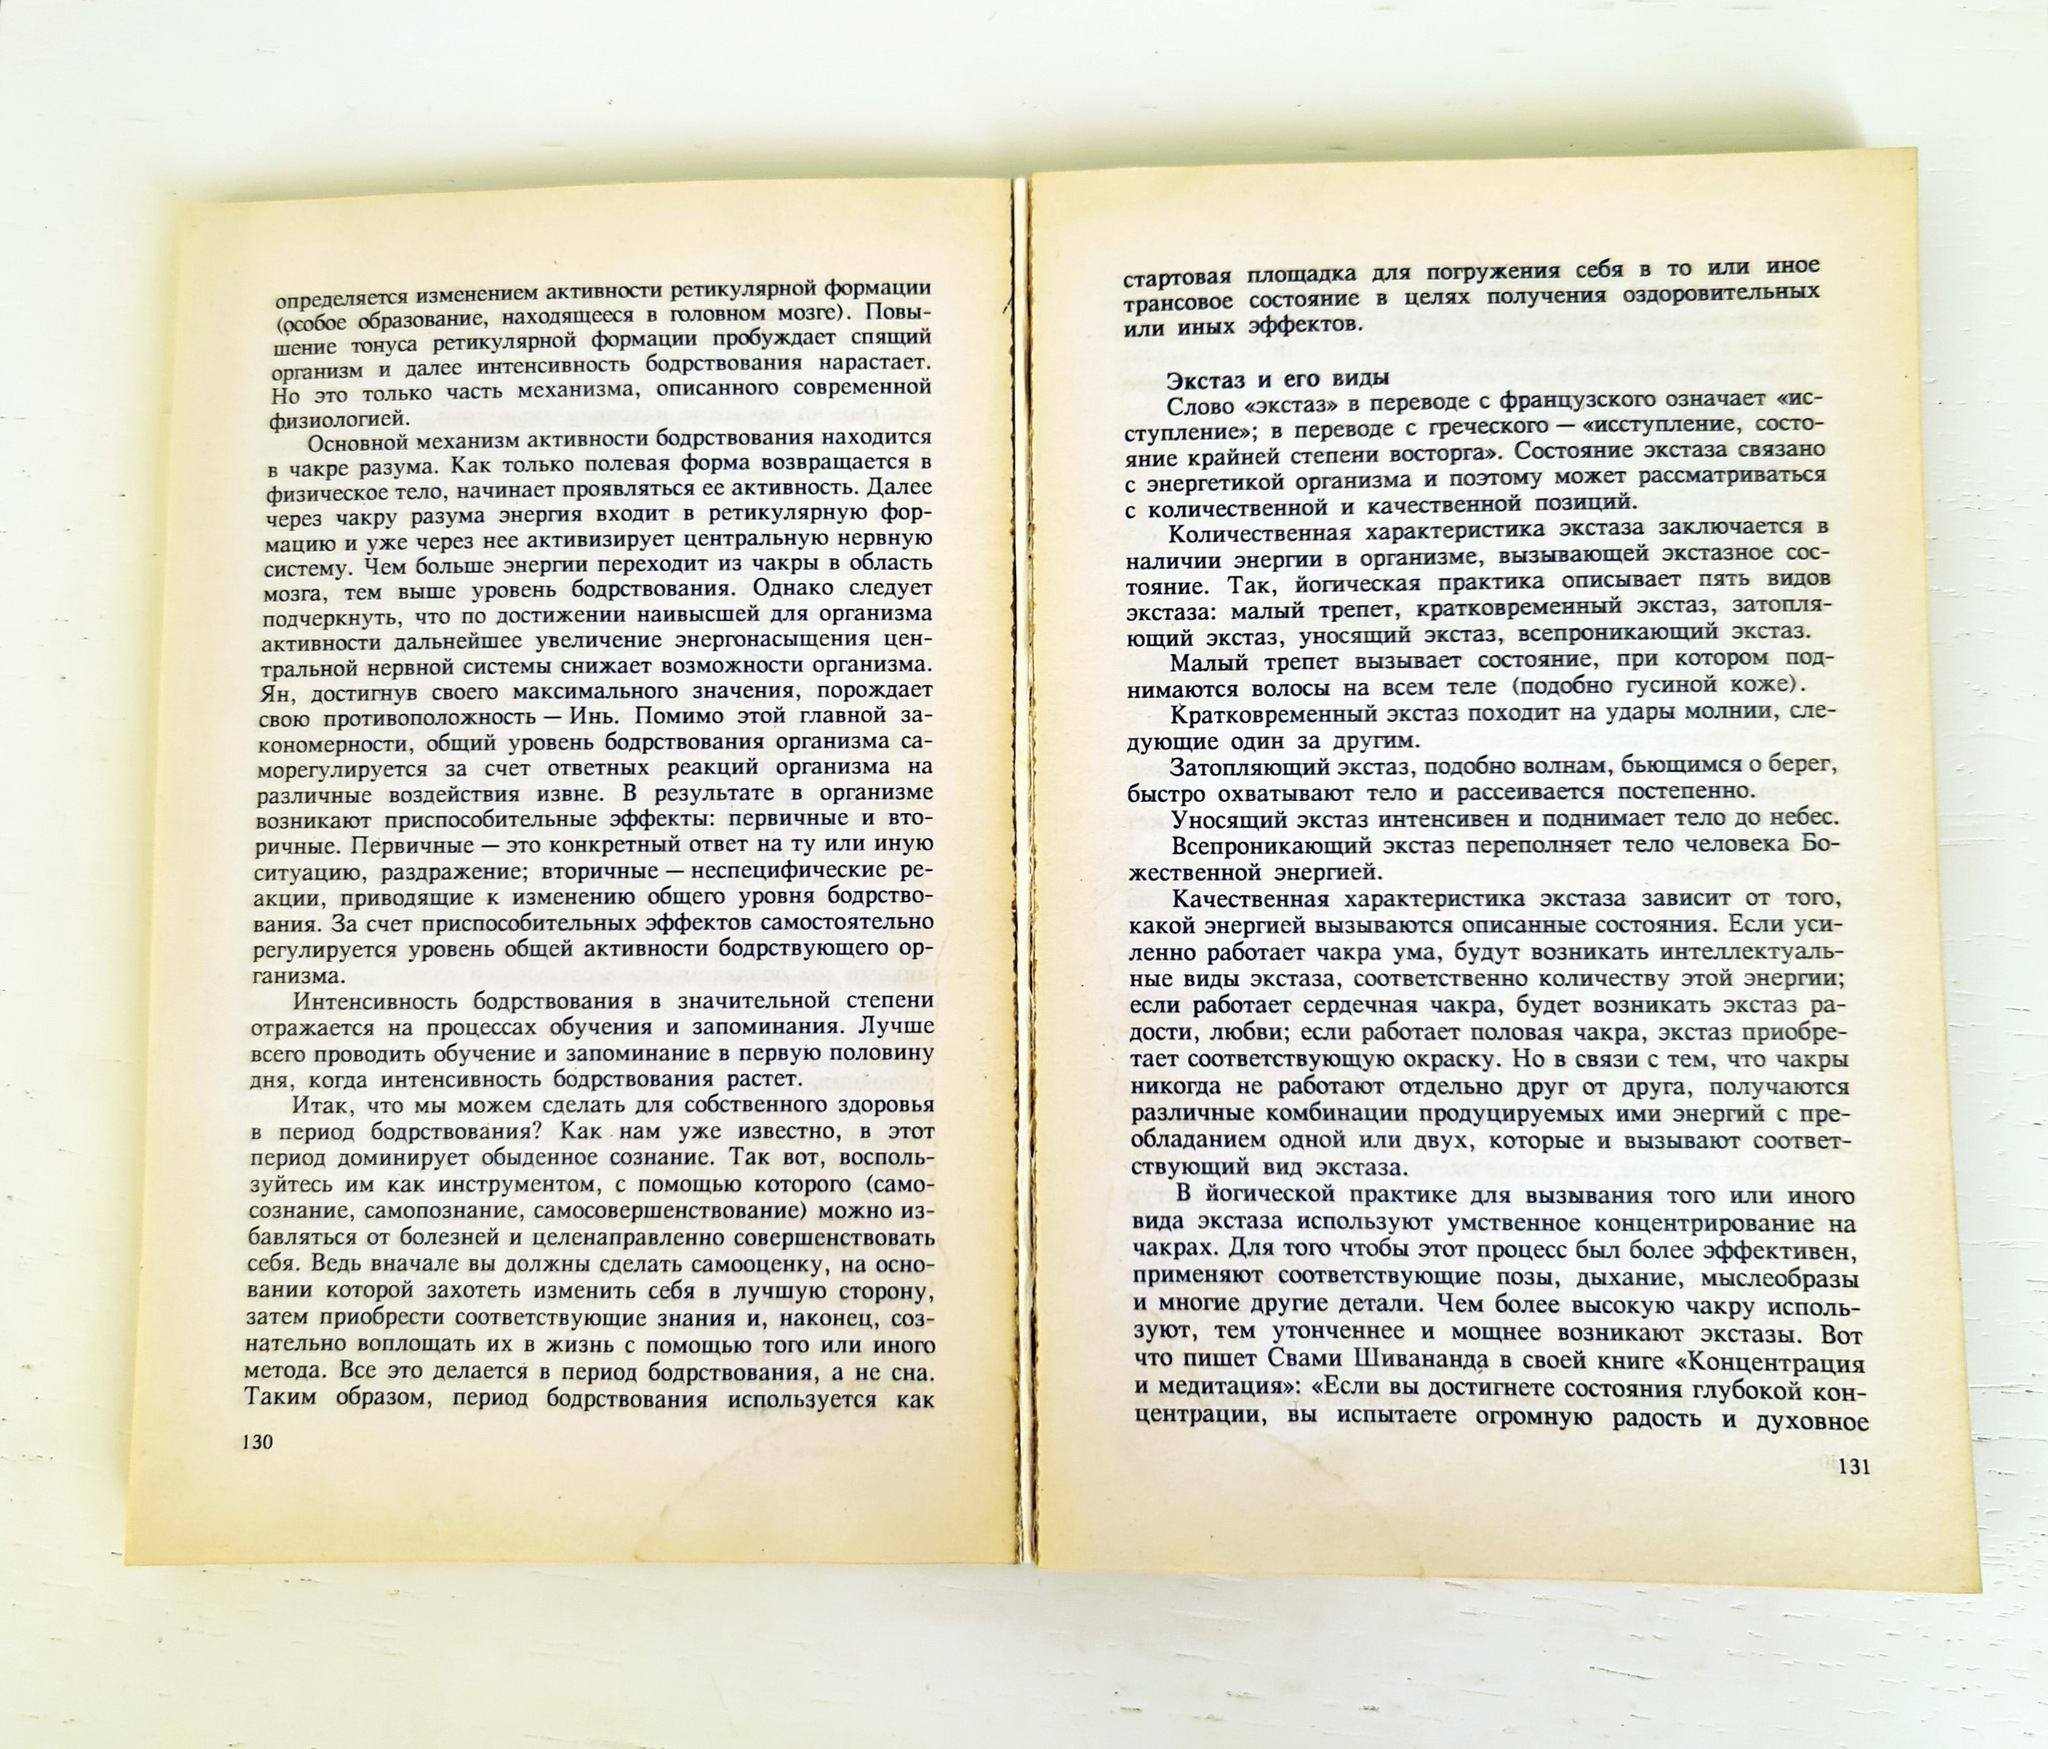 определяется изменением активности ретикулярной формации
(особое образование, находящееся в головном мозге). Повы-
шение тонуса ретикулярной формации пробуждает спящий
организм и далее интенсивность бодрствования нарастает.
Но это только часть механизма, описанного современной
физиологией.
Основной механизм активности бодрствования находится
в чакре разума. Как только полевая форма возвращается в
физическое тело, начинает проявляться ее активность. Далее
через чакру разума энергия входит в ретикулярную фор-
мацию и уже через нее активизирует центральную нервную
систему. Чем больше энергии переходит из чакры в область
мозга, тем выше уровень бодрствования. Однако следует
подчеркнуть, что по достижении наивысшей для организма
активности дальнейшее увеличение энергонасыщения цен-
тральной нервной системы снижает возможности организма.
Ян, достигнув своего максимального значения, порождает
свою противоположность — Инь. Помимо этой главной за-
кономерности, общий уровень бодрствования организма са-
морегулируется за счет ответных реакций организма на
различные воздействия извне. В результате в организме
возникают приспособительные эффекты: первичные и вто-
ричные. Первичные — это конкретный ответ на ту или иную
ситуацию, раздражение; вторичные — неспецифические ре-
акции, приводящие к изменению общего уровня бодрство-
вания. За счет приспособительных эффектов самостоятельно
регулируется уровень общей активности бодрствующего ор-
ганизма.
Интенсивность бодрствования в значительной степени
отражается на процессах обучения и запоминания. Лучше
всего проводить обучение и запоминание в первую половину
дня, когда интенсивность бодрствования растет.
Итак, что мы можем сделать для собственного здоровья
в период бодрствования? Как нам уже известно, в этот
период доминирует обыденное сознание. Так вот, восполь-
зуйтесь им как инструментом, с помощью которого (само-
сознание, самопознание, самосовершенствование) можно из-
бавляться от болезней и целенаправленно совершенствовать
себя. Ведь вначале вы должны сделать самооценку, на осно-
вании которой захотеть изменить себя в лучшую сторону,
затем приобрести соответствующие знания и, наконец, соз-
нательно воплощать их в жизнь с помощью того или иного
метода. Все это делается в период бодрствования, а не сна.
Таким образом, период бодрствования используется как
130
стартовая площадка для погружения себя в то или иное
трансовое состояние в целях получения оздоровительных
или иных эффектов.
Экстаз и его виды
Слово «экстаз» в переводе с французского означает «ис-
ступление»; в переводе с греческого — «исступление, состо-
яние крайней степени восторга». Состояние экстаза связано
с энергетикой организма и поэтому может рассматриваться
с количественной и качественной позиций.
Количественная характеристика экстаза заключается в
наличии энергии в организме, вызывающей экстазное сос-
тояние. Так, йогическая практика описывает пять видов
экстаза: малый трепет, кратковременный экстаз, затопля-
ющий экстаз, уносящий экстаз, всепроникающий экстаз.
Малый трепет вызывает состояние, при котором под-
нимаются волосы на всем теле (подобно гусиной коже).
Кратковременный экстаз походит на удары молнии, сле-
дующие один за другим.
Затопляющий экстаз, подобно волнам, бьющимся о берег,
быстро охватывают тело и рассеивается постепенно.
Уносящий экстаз интенсивен и поднимает тело до небес.
Всепроникающий экстаз переполняет тело человека Бо-
жественной энергией.
Качественная характеристика экстаза зависит от того,
какой энергией вызываются описанные состояния. Если уси-
ленно работает чакра ума, будут возникать интеллектуаль-
ные виды экстаза, соответственно количеству этой энергии;
если работает сердечная чакра, будет возникать экстаз ра-
дости, любви; если работает половая чакра, экстаз приобре-
тает соответствующую окраску. Но в связи с тем, что чакры
никогда не работают отдельно друг от друга, получаются
различные комбинации продуцируемых ими энергий с пре-
обладанием одной или двух, которые и вызывают соответ-
ствующий вид экстаза.
В йогической практике для вызывания того или иного
вида экстаза используют умственное концентрирование на
чакрах. Для того чтобы этот процесс был более эффективен,
применяют соответствующие позы, дыхание, мыслеобразы
и многие другие детали. Чем более высокую чакру исполь-
зуют, тем утонченнее и мощнее возникают экстазы. Вот
что пишет Свами Шивананда в своей книге «Концентрация
и медитация»: «Если вы достигнете состояния глубокой кон-
центрации, вы испытаете огромную радость и духовное
131